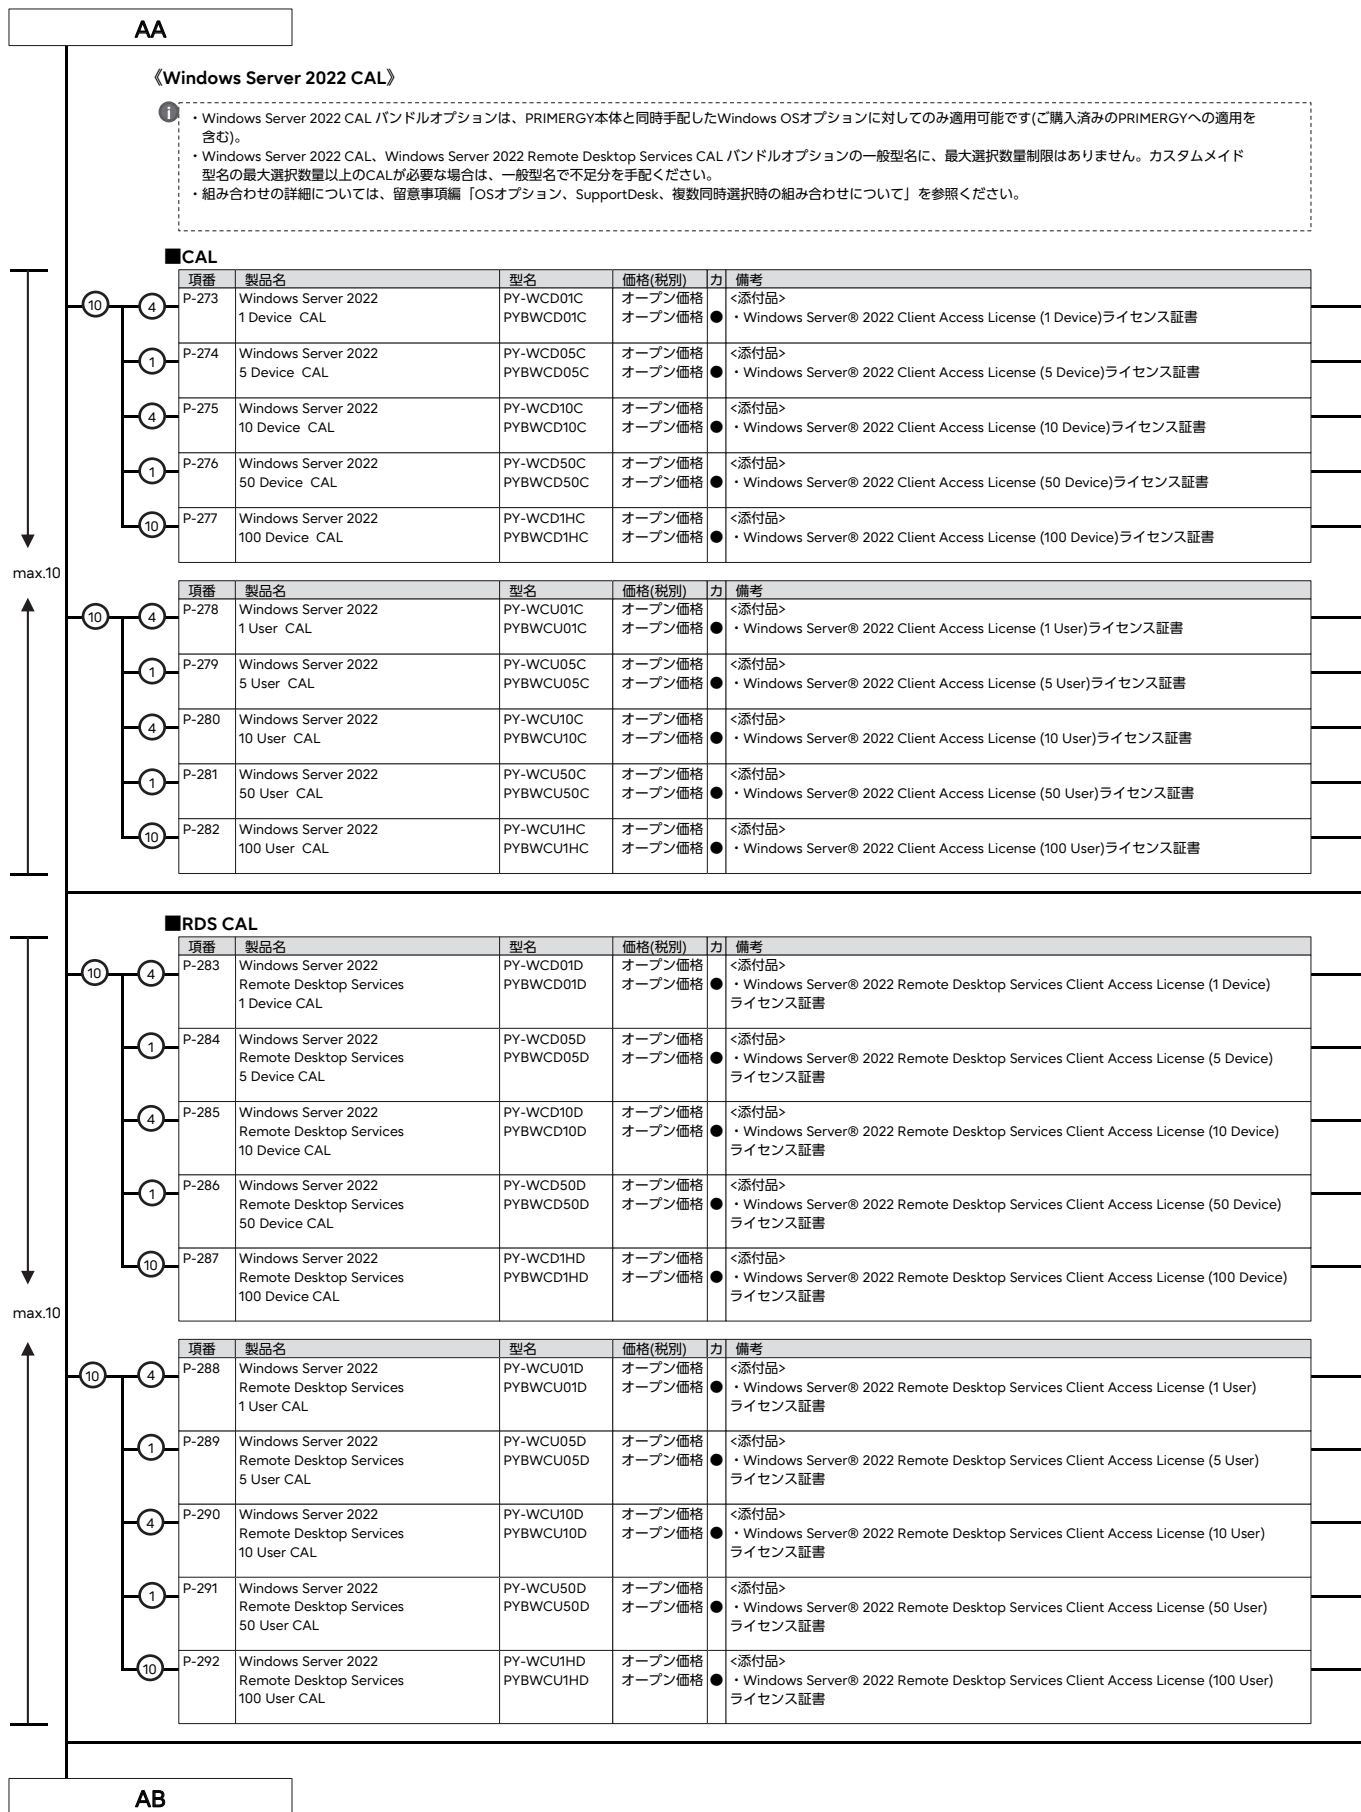 AA
《Windows Server 2022 CAL》
i
・Windows Server 2022 CAL バンドルオプションは、PRIMERGY本体と同時手配したWindows OSオプションに対してのみ適用可能です(ご購入済みのPRIMERGYへの適用を
含む)。
・Windows Server 2022 CAL、Windows Server 2022 Remote Desktop Services CAL バンドルオプションの一般型名に、最大選択数量制限はありません。カスタムメイド
型名の最大選択数量以上のCALが必要な場合は、一般型名で不足分を手配ください。
・組み合わせの詳細については、留意事項編「OSオプション、SupportDesk、複数同時選択時の組み合わせについて」を参照ください。
■CAL
項番 製品名 型名 価格(税別) カ 備考
10 4 P-273 Windows Server 2022 PY-WCD01C オープン価格 <添付品>
1 Device CAL PYBWCD01C オープン価格 ● ・Windows Server® 2022 Client Access License (1 Device)ライセンス証書
1 P-274 Windows Server 2022 PY-WCD05C オープン価格 <添付品>
5 Device CAL PYBWCD05C オープン価格 ● ・Windows Server® 2022 Client Access License (5 Device)ライセンス証書
4 P-275 Windows Server 2022 PY-WCD10C オープン価格 <添付品>
10 Device CAL PYBWCD10C オープン価格 ● ・Windows Server® 2022 Client Access License (10 Device)ライセンス証書
1 P-276 Windows Server 2022 PY-WCD50C オープン価格 <添付品>
50 Device CAL PYBWCD50C オープン価格 ● ・Windows Server® 2022 Client Access License (50 Device)ライセンス証書
10 P-277 Windows Server 2022 PY-WCD1HC オープン価格 <添付品>
100 Device CAL PYBWCD1HC オープン価格 ● ・Windows Server® 2022 Client Access License (100 Device)ライセンス証書
max.10
項番 製品名 型名 価格(税別) カ 備考
10 4 P-278 Windows Server 2022 PY-WCU01C オープン価格 <添付品>
1 User CAL PYBWCU01C オープン価格 ● ・Windows Server® 2022 Client Access License (1 User)ライセンス証書
1 P-279 Windows Server 2022 PY-WCU05C オープン価格 <添付品>
5 User CAL PYBWCU05C オープン価格 ● ・Windows Server® 2022 Client Access License (5 User)ライセンス証書
4 P-280 Windows Server 2022 PY-WCU10C オープン価格 <添付品>
10 User CAL PYBWCU10C オープン価格 ● ・Windows Server® 2022 Client Access License (10 User)ライセンス証書
1 P-281 Windows Server 2022 PY-WCU50C オープン価格 <添付品>
50 User CAL PYBWCU50C オープン価格 ● ・Windows Server® 2022 Client Access License (50 User)ライセンス証書
10 P-282 Windows Server 2022 PY-WCU1HC オープン価格 <添付品>
100 User CAL PYBWCU1HC オープン価格 ● ・Windows Server® 2022 Client Access License (100 User)ライセンス証書
■RDS CAL
項番 製品名 型名 価格(税別) カ 備考
10 4 P-283 Windows Server 2022 PY-WCD01D オープン価格 <添付品>
Remote Desktop Services PYBWCD01D オープン価格 ● ・Windows Server® 2022 Remote Desktop Services Client Access License (1 Device)
1 Device CAL ライセンス証書
1 P-284 Windows Server 2022 PY-WCD05D オープン価格 <添付品>
Remote Desktop Services PYBWCD05D オープン価格 ● ・Windows Server® 2022 Remote Desktop Services Client Access License (5 Device)
5 Device CAL ライセンス証書
4 P-285 Windows Server 2022 PY-WCD10D オープン価格 <添付品>
Remote Desktop Services PYBWCD10D オープン価格 ● ・Windows Server® 2022 Remote Desktop Services Client Access License (10 Device)
10 Device CAL ライセンス証書
1 P-286 Windows Server 2022 PY-WCD50D オープン価格 <添付品>
Remote Desktop Services PYBWCD50D オープン価格 ● ・Windows Server® 2022 Remote Desktop Services Client Access License (50 Device)
50 Device CAL ライセンス証書
10 P-287 Windows Server 2022 PY-WCD1HD オープン価格 <添付品>
Remote Desktop Services PYBWCD1HD オープン価格 ● ・Windows Server® 2022 Remote Desktop Services Client Access License (100 Device)
100 Device CAL ライセンス証書
max.10
項番 製品名 型名 価格(税別) カ 備考
10 4 P-288 Windows Server 2022 PY-WCU01D オープン価格 <添付品>
Remote Desktop Services PYBWCU01D オープン価格 ● ・Windows Server® 2022 Remote Desktop Services Client Access License (1 User)
1 User CAL ライセンス証書
1 P-289 Windows Server 2022 PY-WCU05D オープン価格 <添付品>
Remote Desktop Services PYBWCU05D オープン価格 ● ・Windows Server® 2022 Remote Desktop Services Client Access License (5 User)
5 User CAL ライセンス証書
4 P-290 Windows Server 2022 PY-WCU10D オープン価格 <添付品>
Remote Desktop Services PYBWCU10D オープン価格 ● ・Windows Server® 2022 Remote Desktop Services Client Access License (10 User)
10 User CAL ライセンス証書
1 P-291 Windows Server 2022 PY-WCU50D オープン価格 <添付品>
Remote Desktop Services PYBWCU50D オープン価格 ● ・Windows Server® 2022 Remote Desktop Services Client Access License (50 User)
50 User CAL ライセンス証書
10 P-292 Windows Server 2022 PY-WCU1HD オープン価格 <添付品>
Remote Desktop Services PYBWCU1HD オープン価格 ● ・Windows Server® 2022 Remote Desktop Services Client Access License (100 User)
100 User CAL ライセンス証書
AB